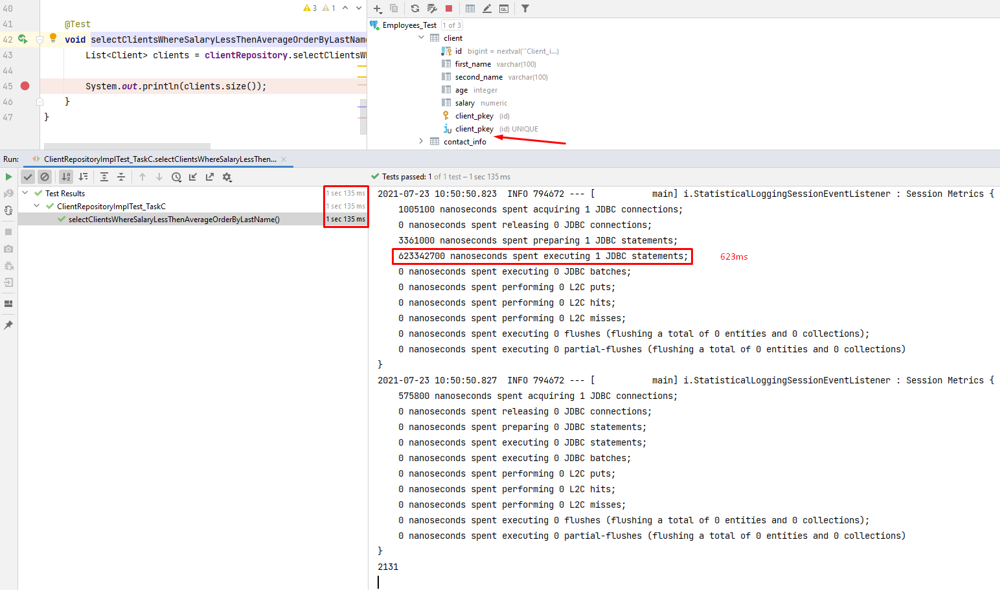 40
41 @Test
42 void selectClientsWhereSalaryLessThenAverageOrderByLastName
43 List<Client> clients = clientRepository.selectClientsW
44
45 System.out.println(clients.size());
46 }
47 }
3 1
Employees_Test 1 of 3
client
id bigint = nextval('"Client_i...)
first_name varchar(100)
second_name varchar(100)
age integer
salary numeric
client_pkey (id)
client_pkey (id) UNIQUE
contact_info
Run: ClientRepositoryImplTest_TaskC.selectClientsWhereSalaryLessThen...
Tests passed: 1 of 1 test – 1 sec 135 ms
Test Results 1 sec 135 ms
ClientRepositoryImplTest_TaskC 1 sec 135 ms
selectClientsWhereSalaryLessThenAverageOrderByLastName() 1 sec 135 ms
2021-07-23 10:50:50.823 INFO 794672 --- [ main] i.StatisticalLoggingSessionEventListener : Session Metrics {
1005100 nanoseconds spent acquiring 1 JDBC connections;
0 nanoseconds spent releasing 0 JDBC connections;
3361000 nanoseconds spent preparing 1 JDBC statements;
623342700 nanoseconds spent executing 1 JDBC statements; 623ms
0 nanoseconds spent executing 0 JDBC batches;
0 nanoseconds spent performing 0 L2C puts;
0 nanoseconds spent performing 0 L2C hits;
0 nanoseconds spent performing 0 L2C misses;
0 nanoseconds spent executing 0 flushes (flushing a total of 0 entities and 0 collections);
0 nanoseconds spent executing 0 partial-flushes (flushing a total of 0 entities and 0 collections)
}
2021-07-23 10:50:50.827 INFO 794672 --- [ main] i.StatisticalLoggingSessionEventListener : Session Metrics {
575800 nanoseconds spent acquiring 1 JDBC connections;
0 nanoseconds spent releasing 0 JDBC connections;
0 nanoseconds spent preparing 0 JDBC statements;
0 nanoseconds spent executing 0 JDBC statements;
0 nanoseconds spent executing 0 JDBC batches;
0 nanoseconds spent performing 0 L2C puts;
0 nanoseconds spent performing 0 L2C hits;
0 nanoseconds spent performing 0 L2C misses;
0 nanoseconds spent executing 0 flushes (flushing a total of 0 entities and 0 collections);
0 nanoseconds spent executing 0 partial-flushes (flushing a total of 0 entities and 0 collections)
}
2131